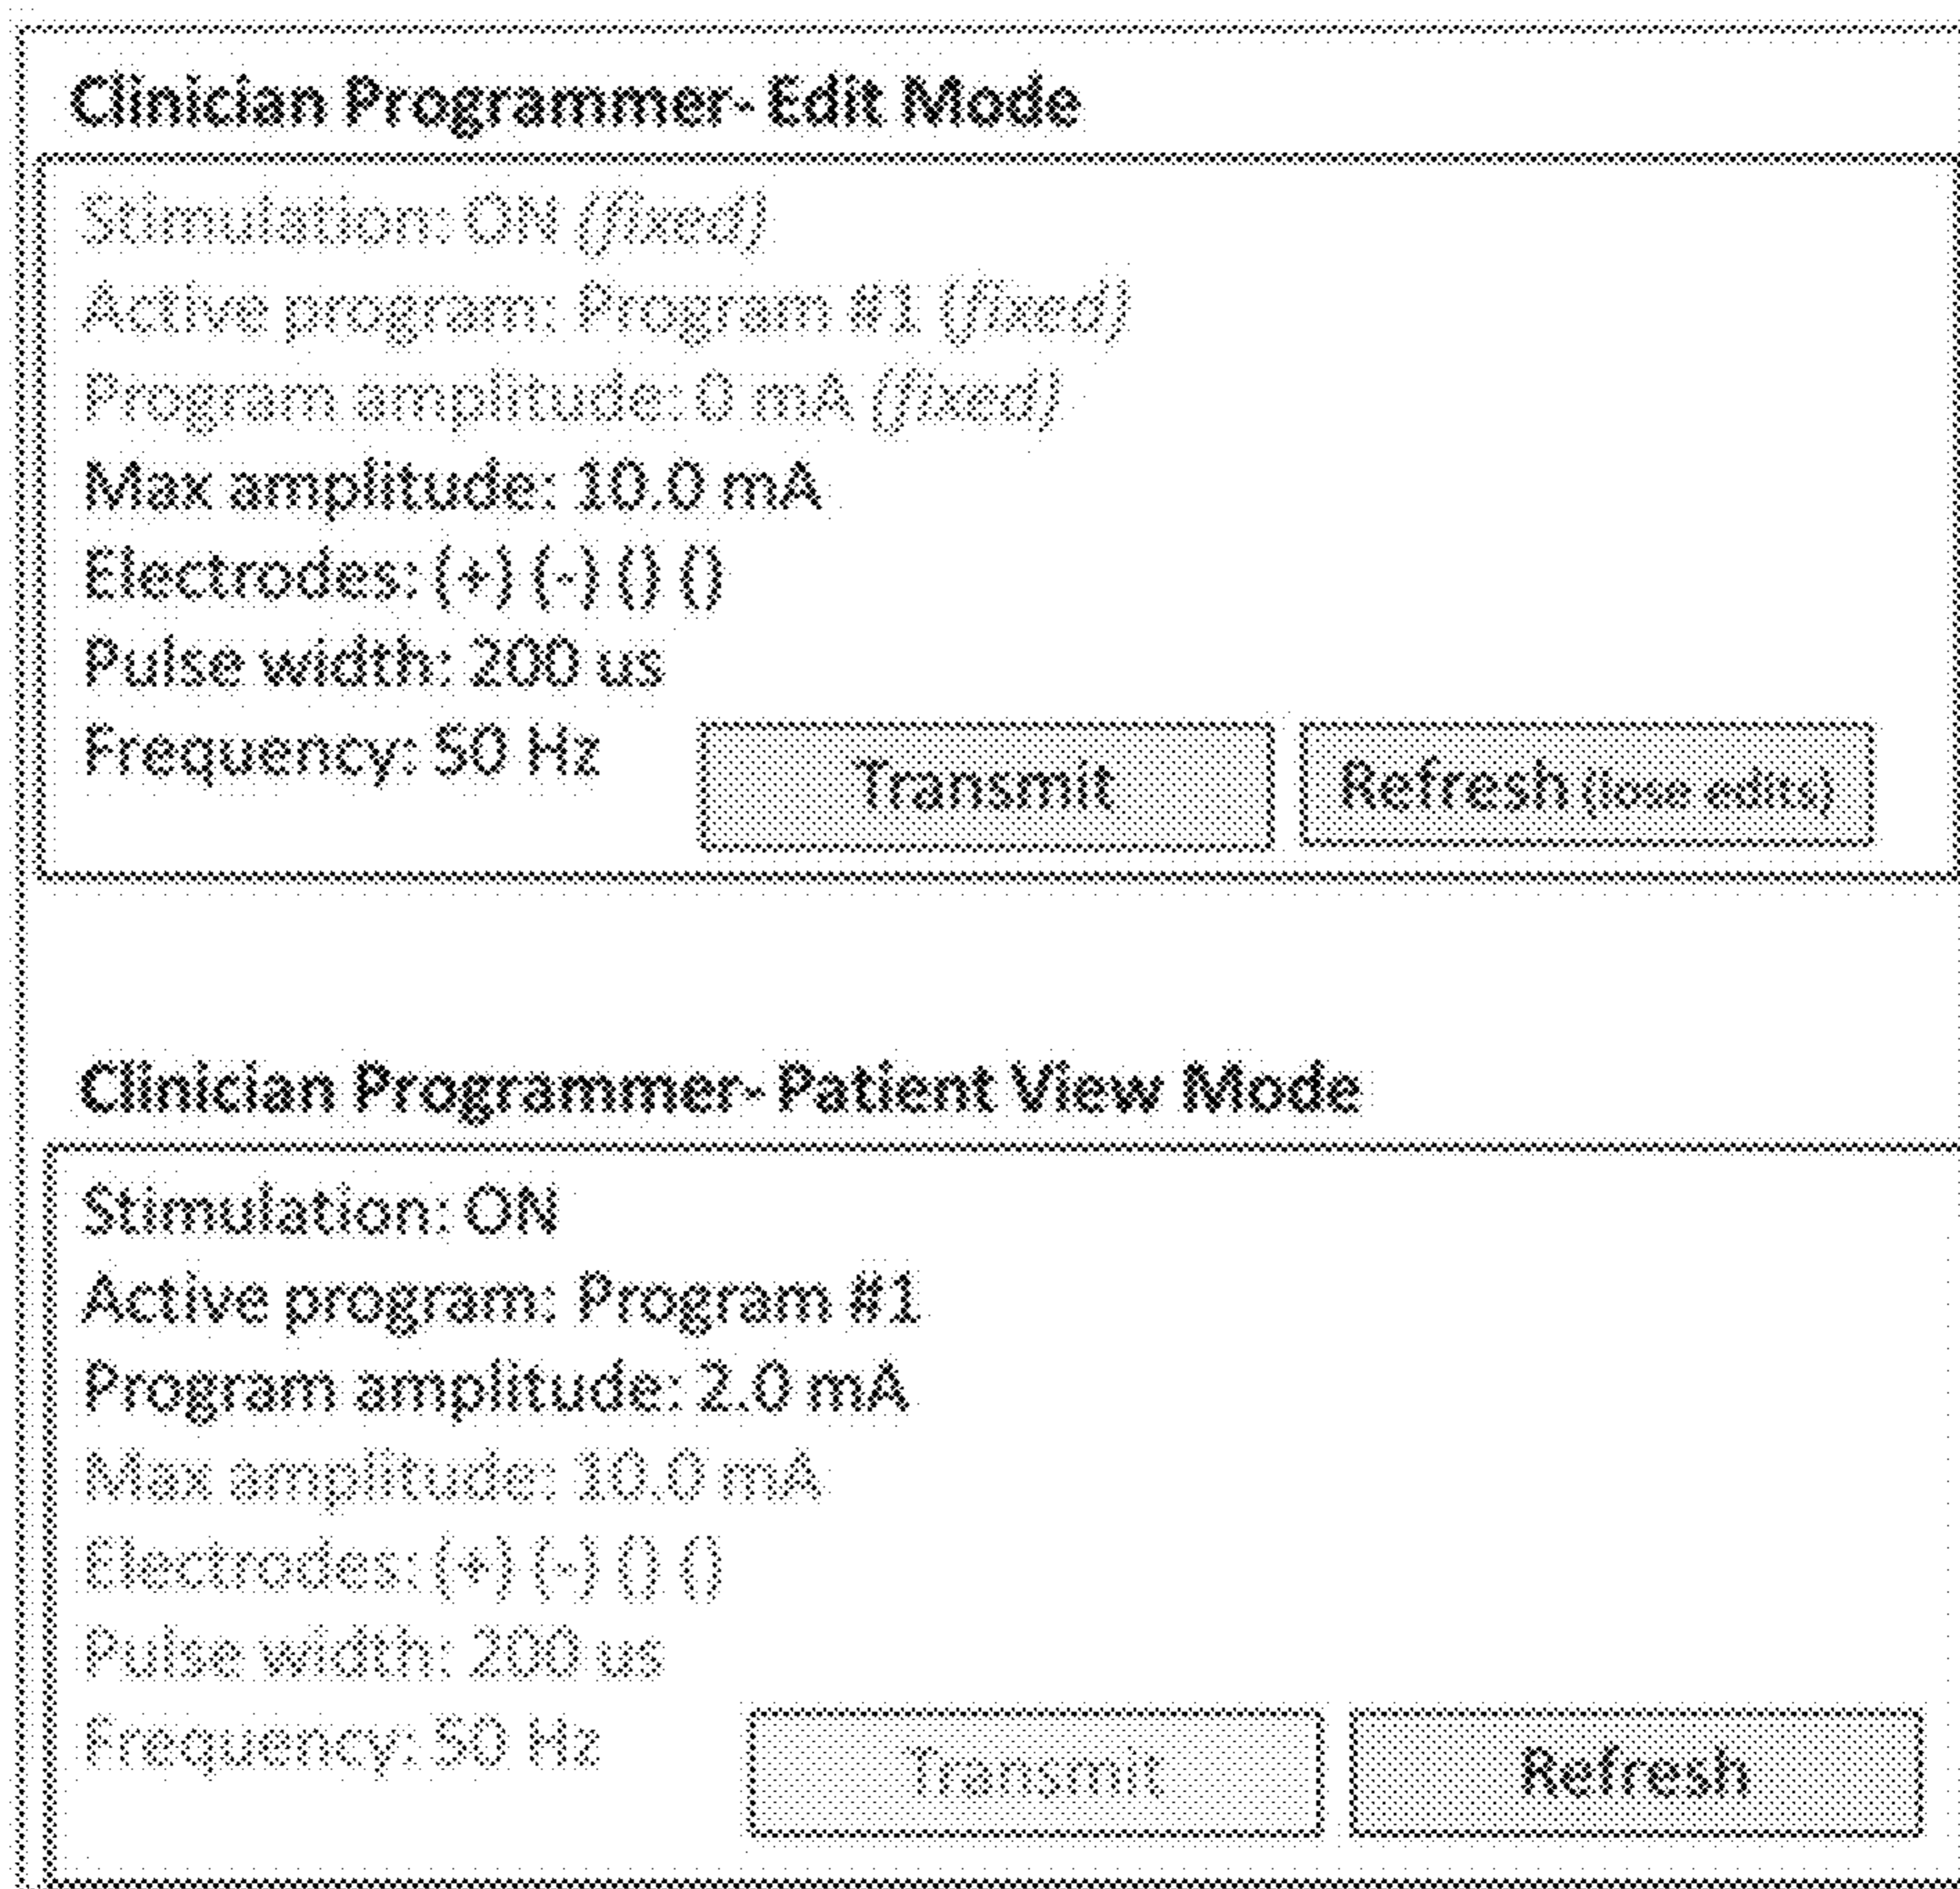 Clinician Programmer- Edit Mode
Stimulation: ON (fixed)
Active program: Program #1 (fixed)
Program amplitude: 0 mA (fixed)
Max amplitude: 10.0 mA
Electrodes: (+) (-) () ()
Pulse width: 200 us
Frequency: 50 Hz
Transmit
Refresh (lose edits)
Clinician Programmer- Patient View Mode
Stimulation: ON
Active program: Program #1
Program amplitude: 2.0 mA
Max amplitude: 10.0 mA
Electrodes: (+) (-) () ()
Pulse width: 200 us
Frequency: 50 Hz
Transmit
Refresh